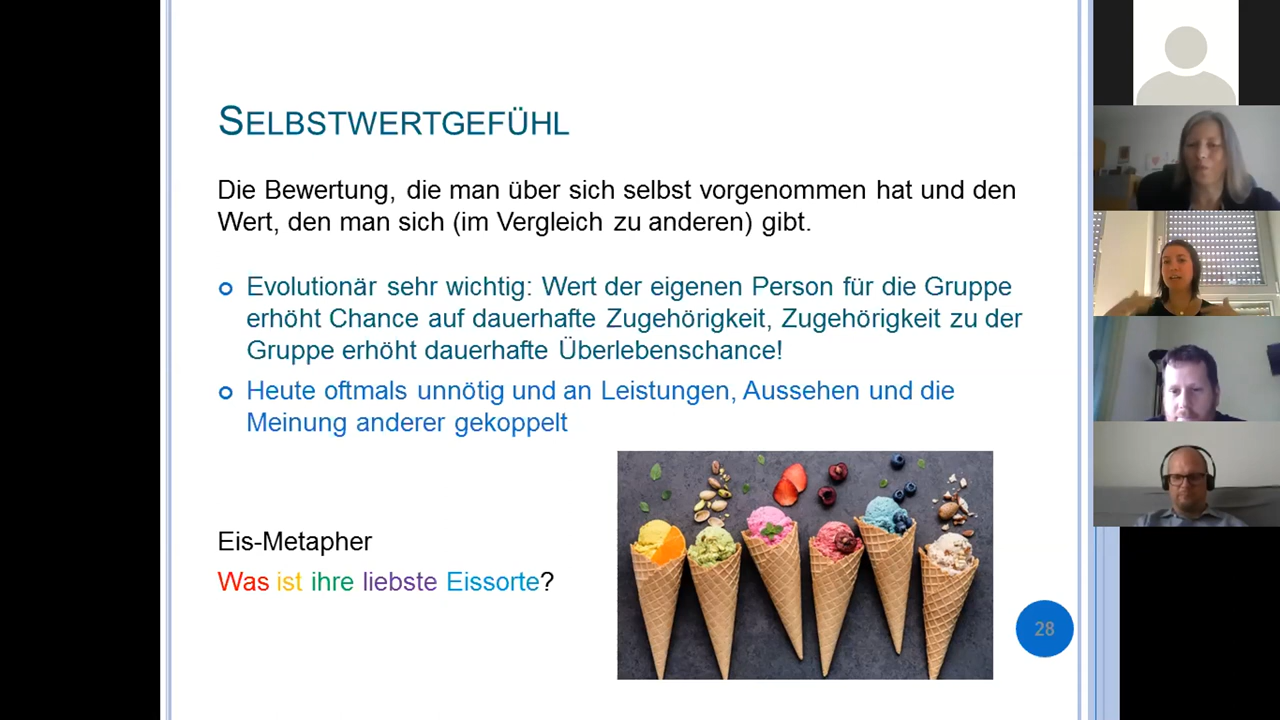 SELBSTWERTGEFÜHL
Die Bewertung, die man über sich selbst vorgenommen hat und den
Wert, den man sich (im Vergleich zu anderen) gibt.
Evolutionär sehr wichtig: Wert der eigenen Person für die Gruppe
erhöht Chance auf dauerhafte Zugehörigkeit, Zugehörigkeit zu der
Gruppe erhöht dauerhafte Überlebenschance!
Heute oftmals unnötig und an Leistungen, Aussehen und die
Meinung anderer gekoppelt
Eis-Metapher
Was ist ihre liebste Eissorte?
28